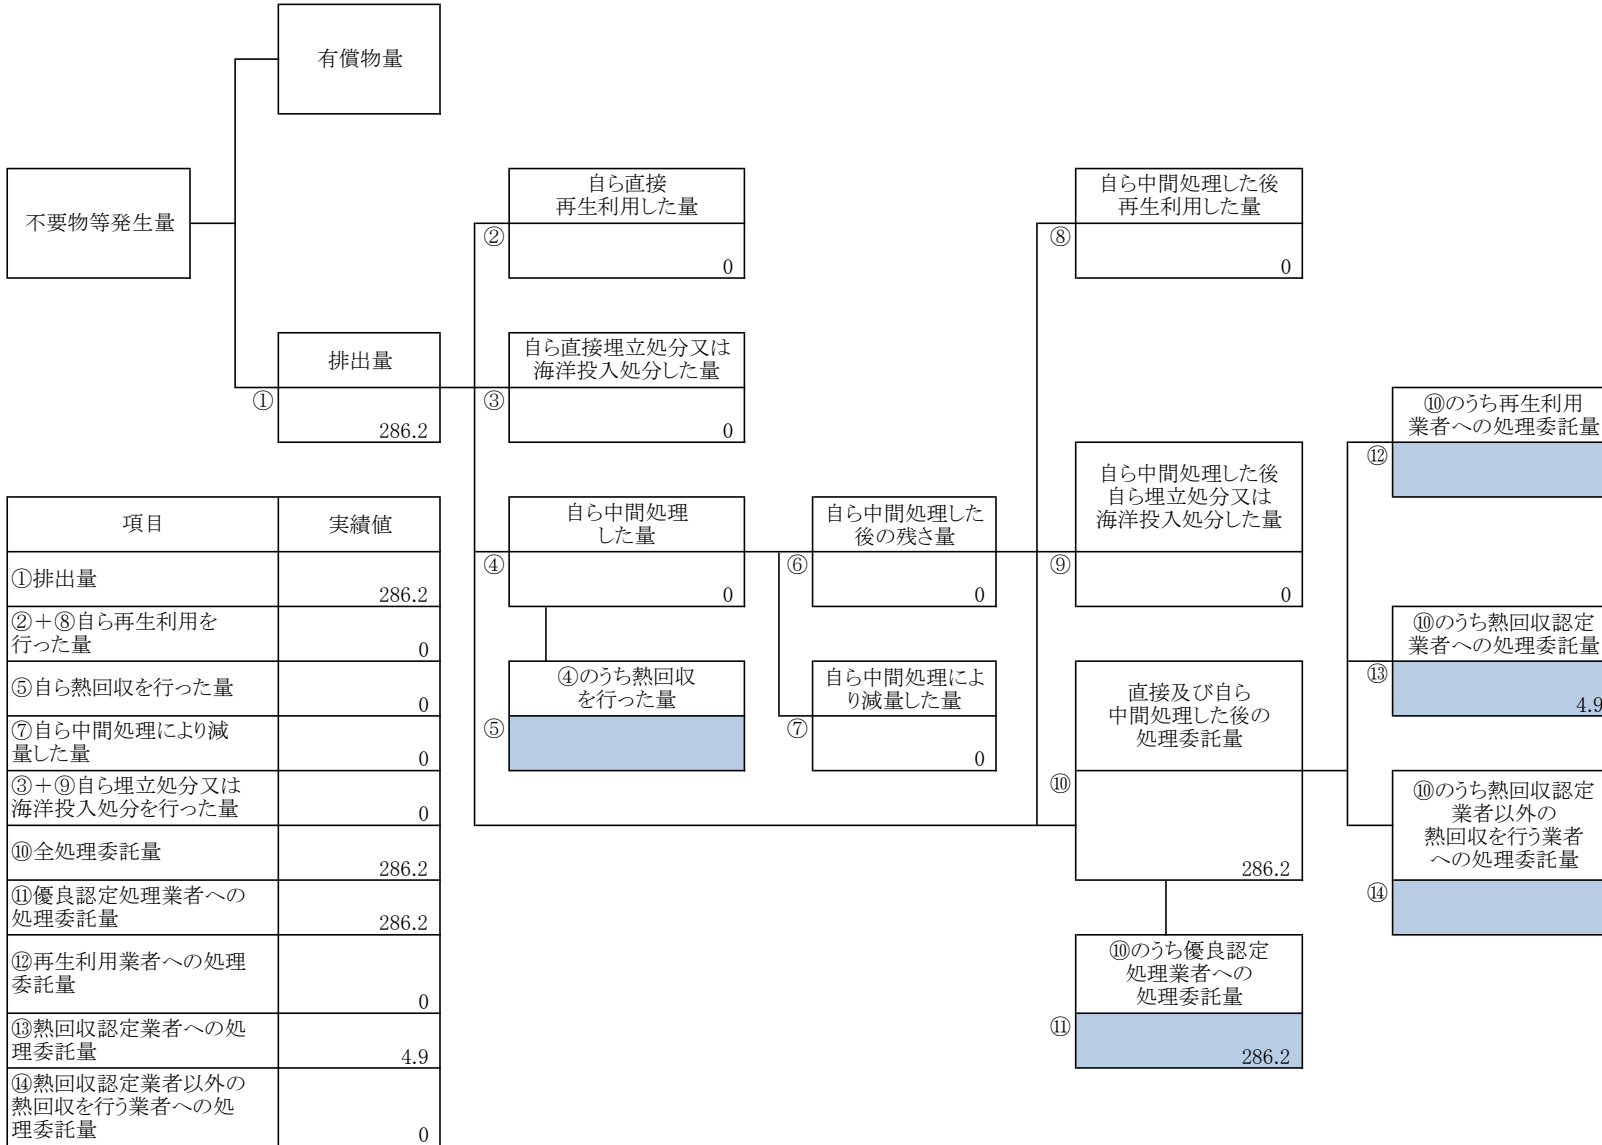 有償物量
不要物等発生量
自ら直接
再生利用した量
②
0
自ら中間処理した後
再生利用した量
⑧
0
排出量
①
286.2
自ら直接埋立処分又は
海洋投入処分した量
③
0
⑩のうち再生利用
業者への処理委託量
⑫
自ら中間処理
した量
④
0
自ら中間処理した
後の残さ量
⑥
0
自ら中間処理した後
自ら埋立処分又は
海洋投入処分した量
⑨
0
⑩のうち熱回収認定
業者への処理委託量
⑬
4.9
④のうち熱回収
を行った量
⑤
自ら中間処理によ
り減量した量
⑦
0
直接及び自ら
中間処理した後の
処理委託量
⑩
286.2
⑩のうち熱回収認定
業者以外の
熱回収を行う業者
への処理委託量
⑭
⑩のうち優良認定
処理業者への
処理委託量
⑪
286.2
項目 実績値
①排出量 286.2
②+⑧自ら再生利用を
行った量 0
⑤自ら熱回収を行った量 0
⑦自ら中間処理により減
量した量 0
③+⑨自ら埋立処分又は
海洋投入処分を行った量 0
⑩全処理委託量 286.2
⑪優良認定処理業者への
処理委託量 286.2
⑫再生利用業者への処理
委託量 0
⑬熱回収認定業者への処
理委託量 4.9
⑭熱回収認定業者以外の
熱回収を行う業者への処
理委託量 0